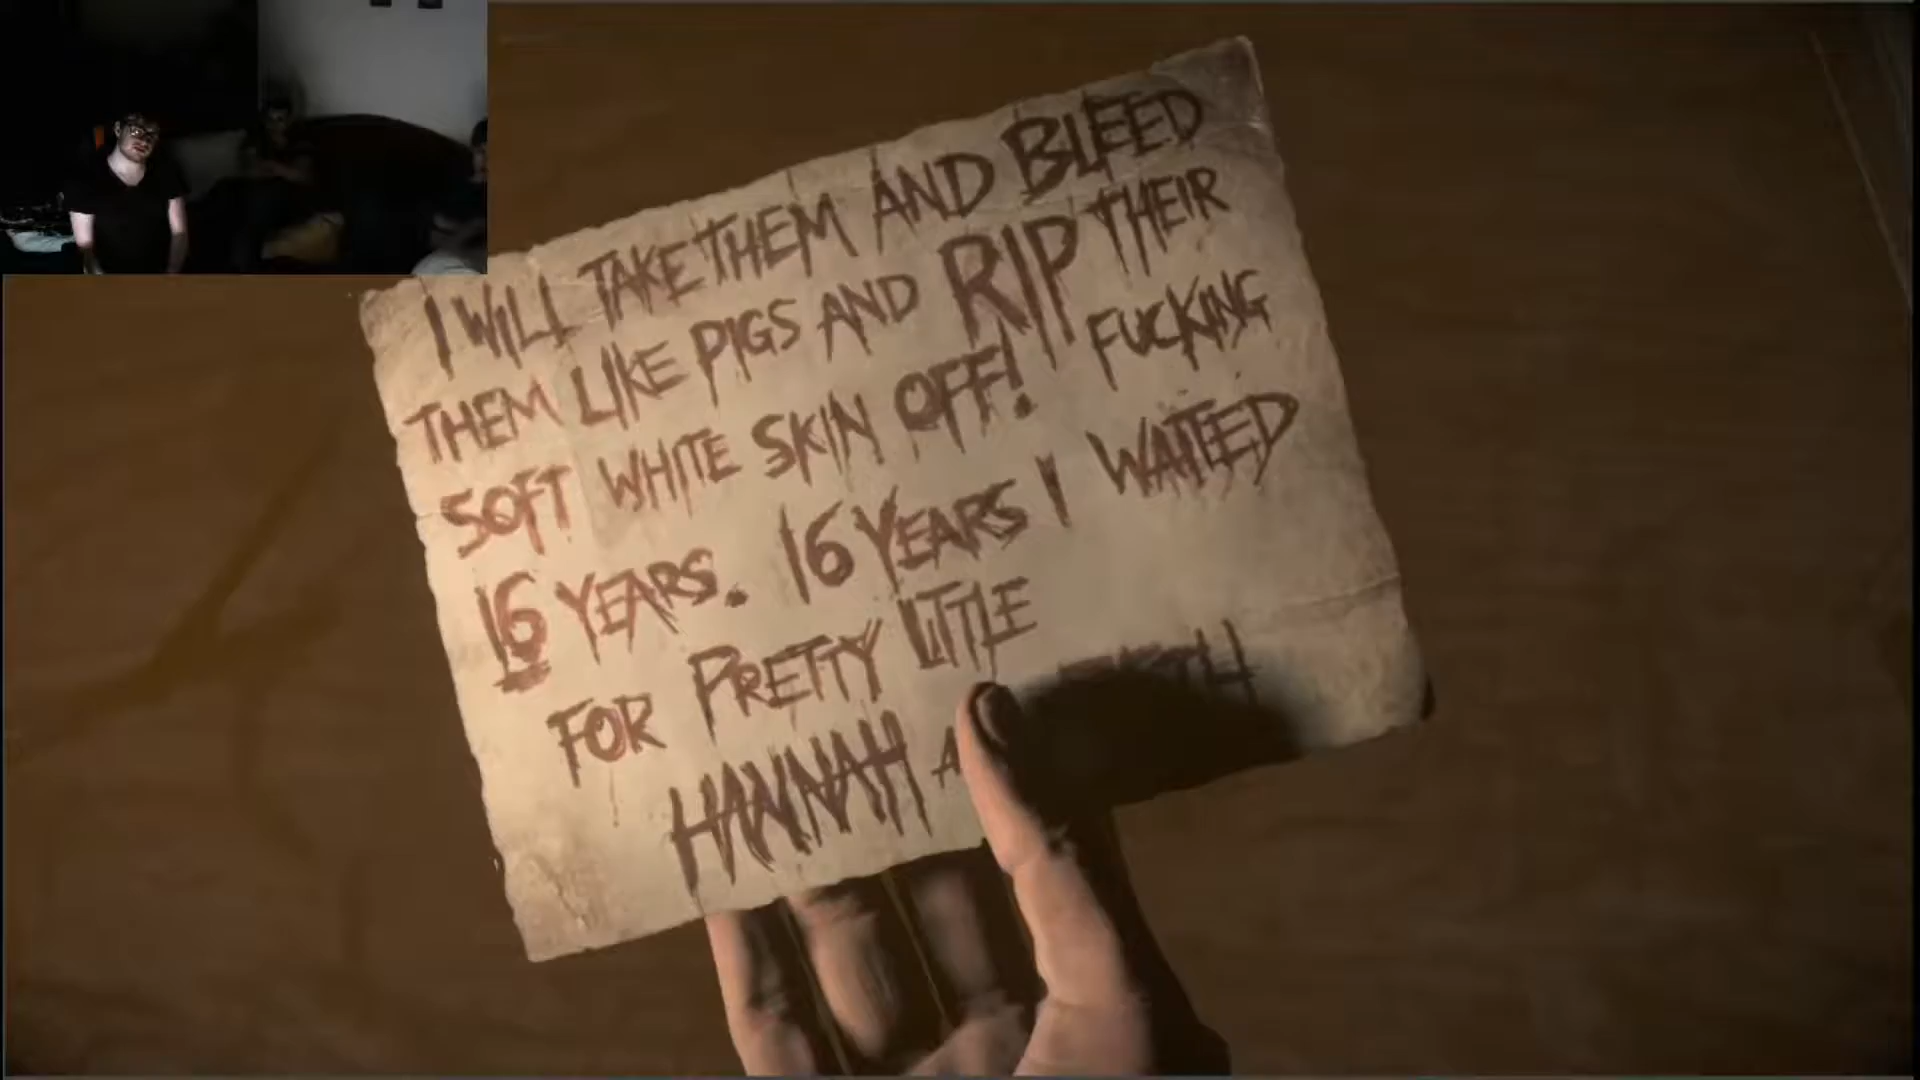 I WILL TAKE THEM AND BLEED
THEM LIKE PIGS AND RIP THEIR
SOFT WHITE SKIN OFF! FUCKING
16 YEARS. 16 YEARS I WAITED
FOR PRETTY LITTLE
HANNAH